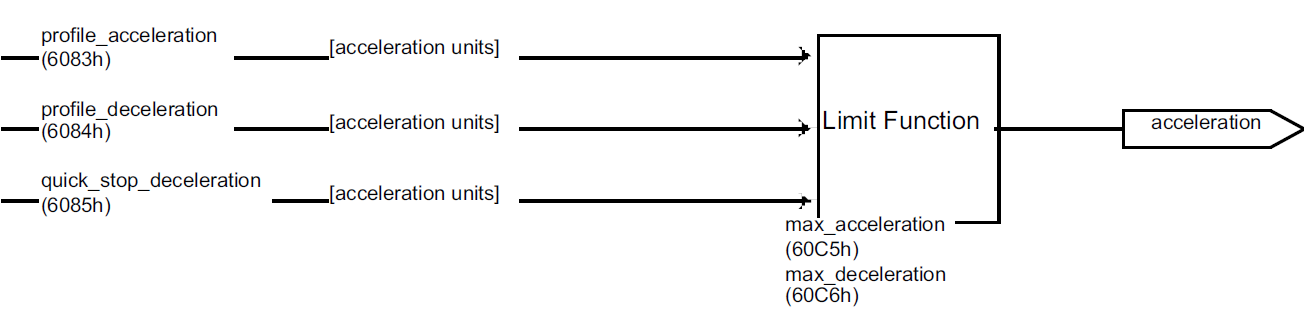 profile_acceleration
(6083h)
[acceleration units]
profile_deceleration
(6084h)
[acceleration units]
Limit Function
acceleration
quick_stop_deceleration
(6085h)
[acceleration units]
max_acceleration
(60C5h)
max_deceleration
(60C6h)